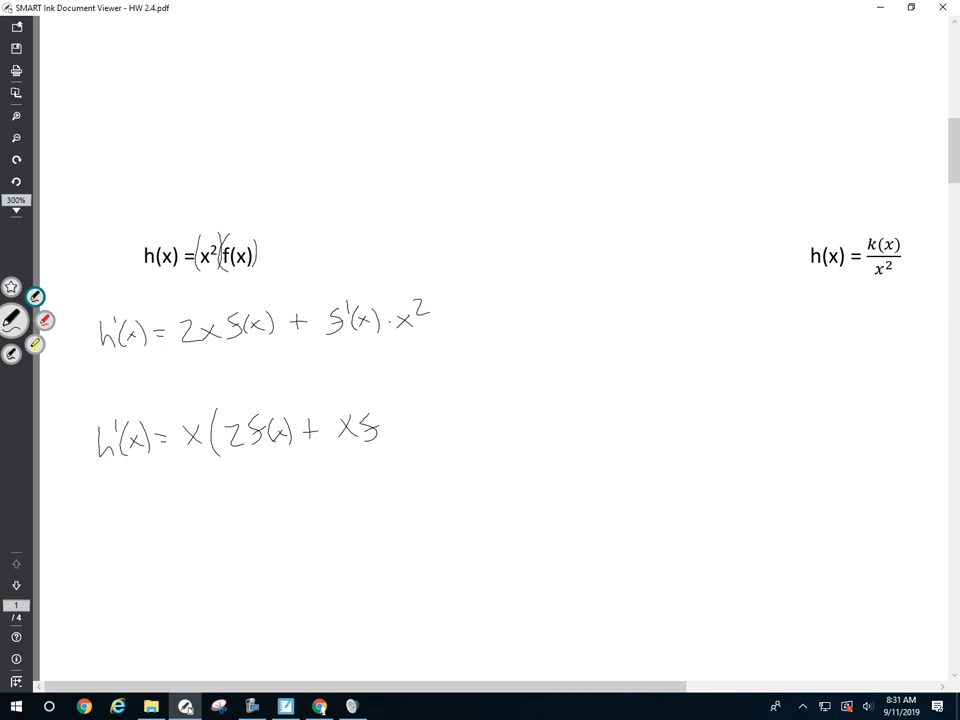 SMART Ink Document Viewer - HW 2.4.pdf
300%
h(x) = (x²)(f(x))
h(x) = k(x)/x²
h'(x) = 2x f(x) + f'(x) · x²
h'(x) = x(2f(x) + xf
1
/ 4
8:31 AM
9/11/2019